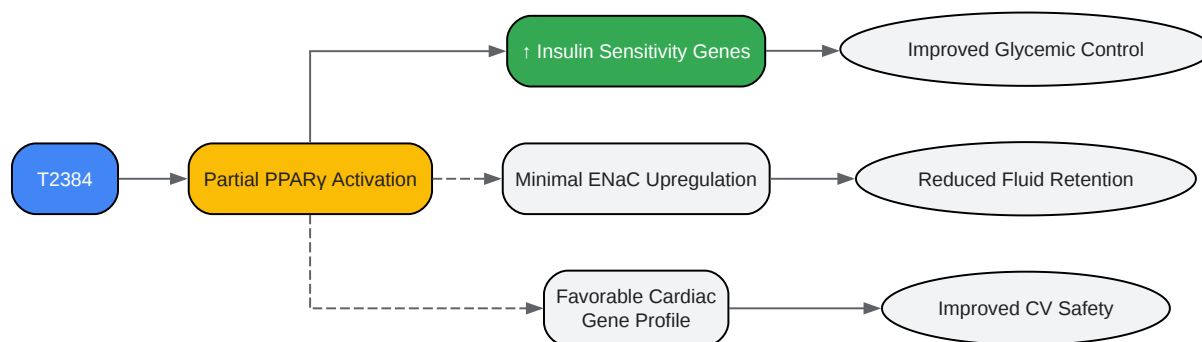 ↑ Insulin Sensitivity Genes
Improved Glycemic Control
T2384
Partial PPARγ Activation
Minimal ENaC Upregulation
Reduced Fluid Retention
Favorable Cardiac
Gene Profile
Improved CV Safety